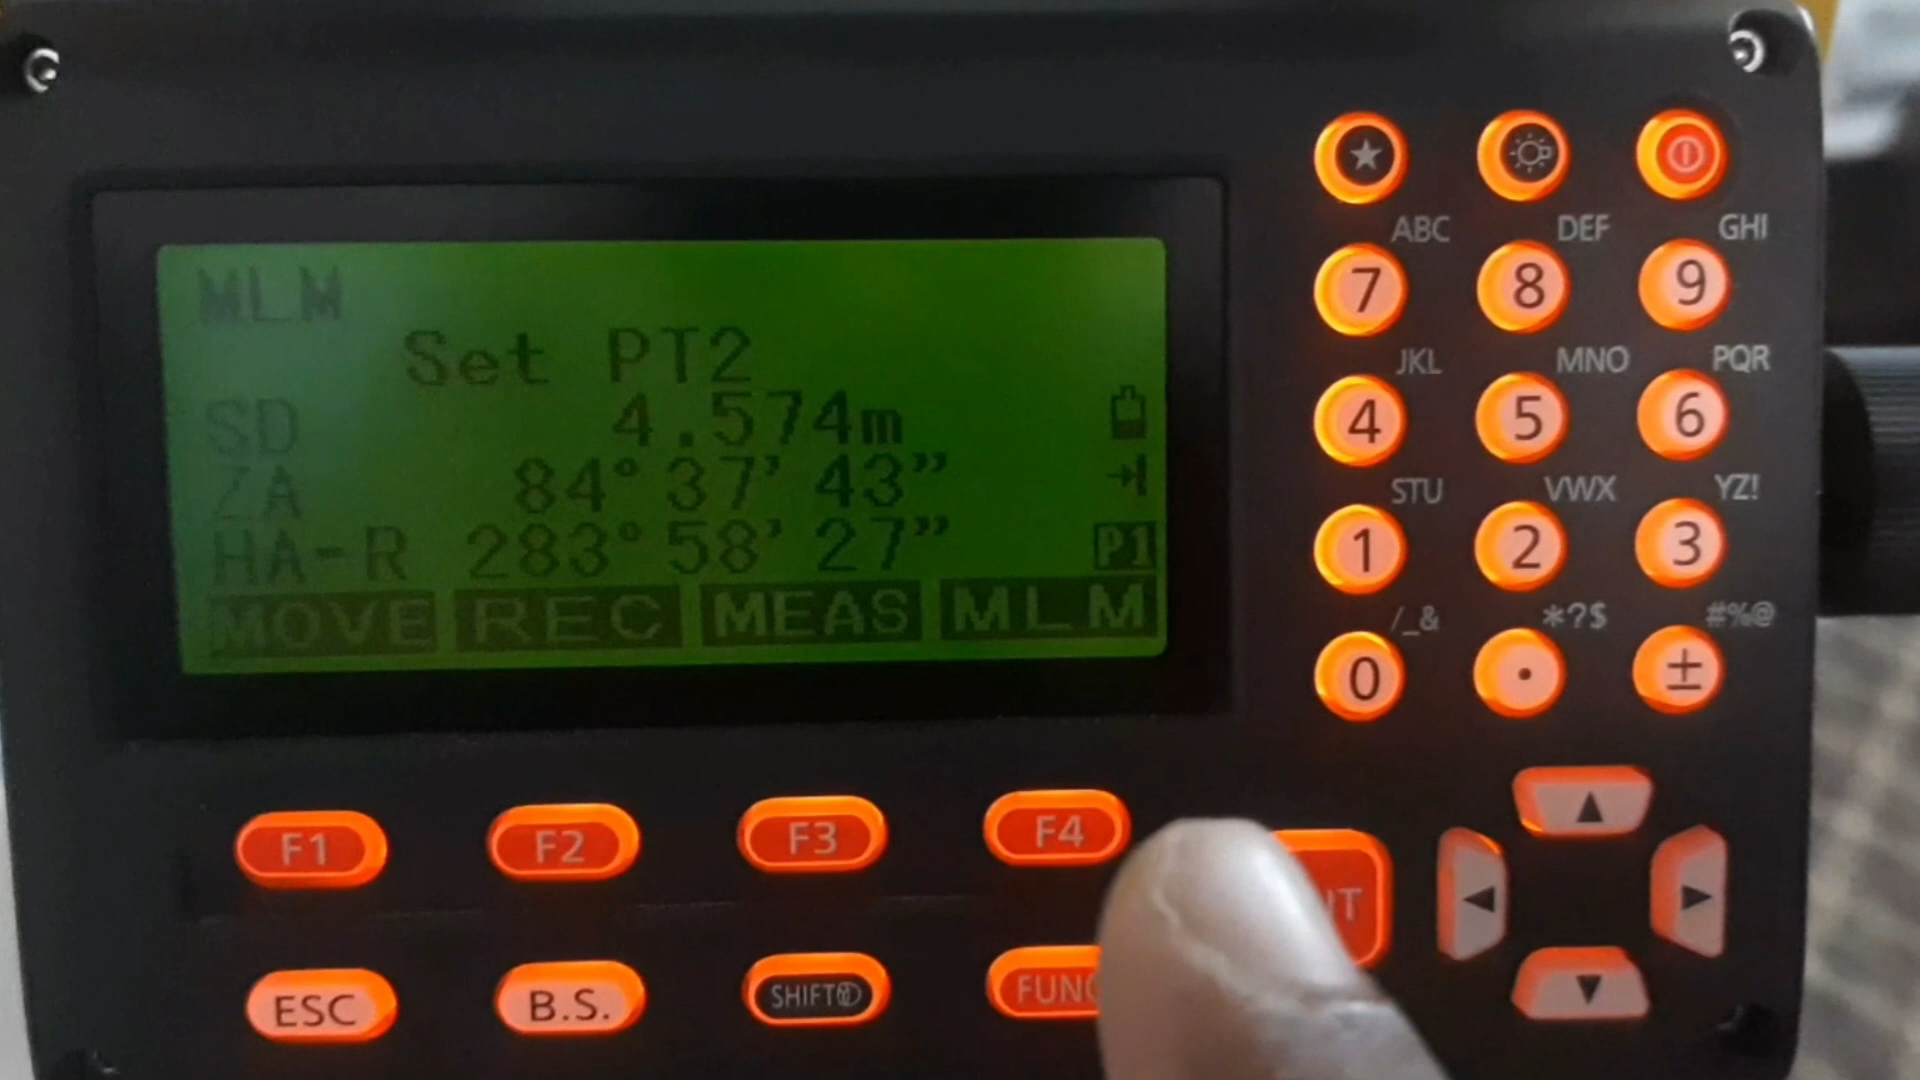 MLM
Set PT2
SD 4.574m
ZA 84° 37' 43"
HA-R 283° 58' 27" P1
MOVE REC MEAS MLM
ABC DEF GHI
7 8 9
JKL MNO PQR
4 5 6
STU VWX YZ!
1 2 3
/_& *?$ #%@
0 . ±
F1 F2 F3 F4
ESC B.S. SHIFT FUNC